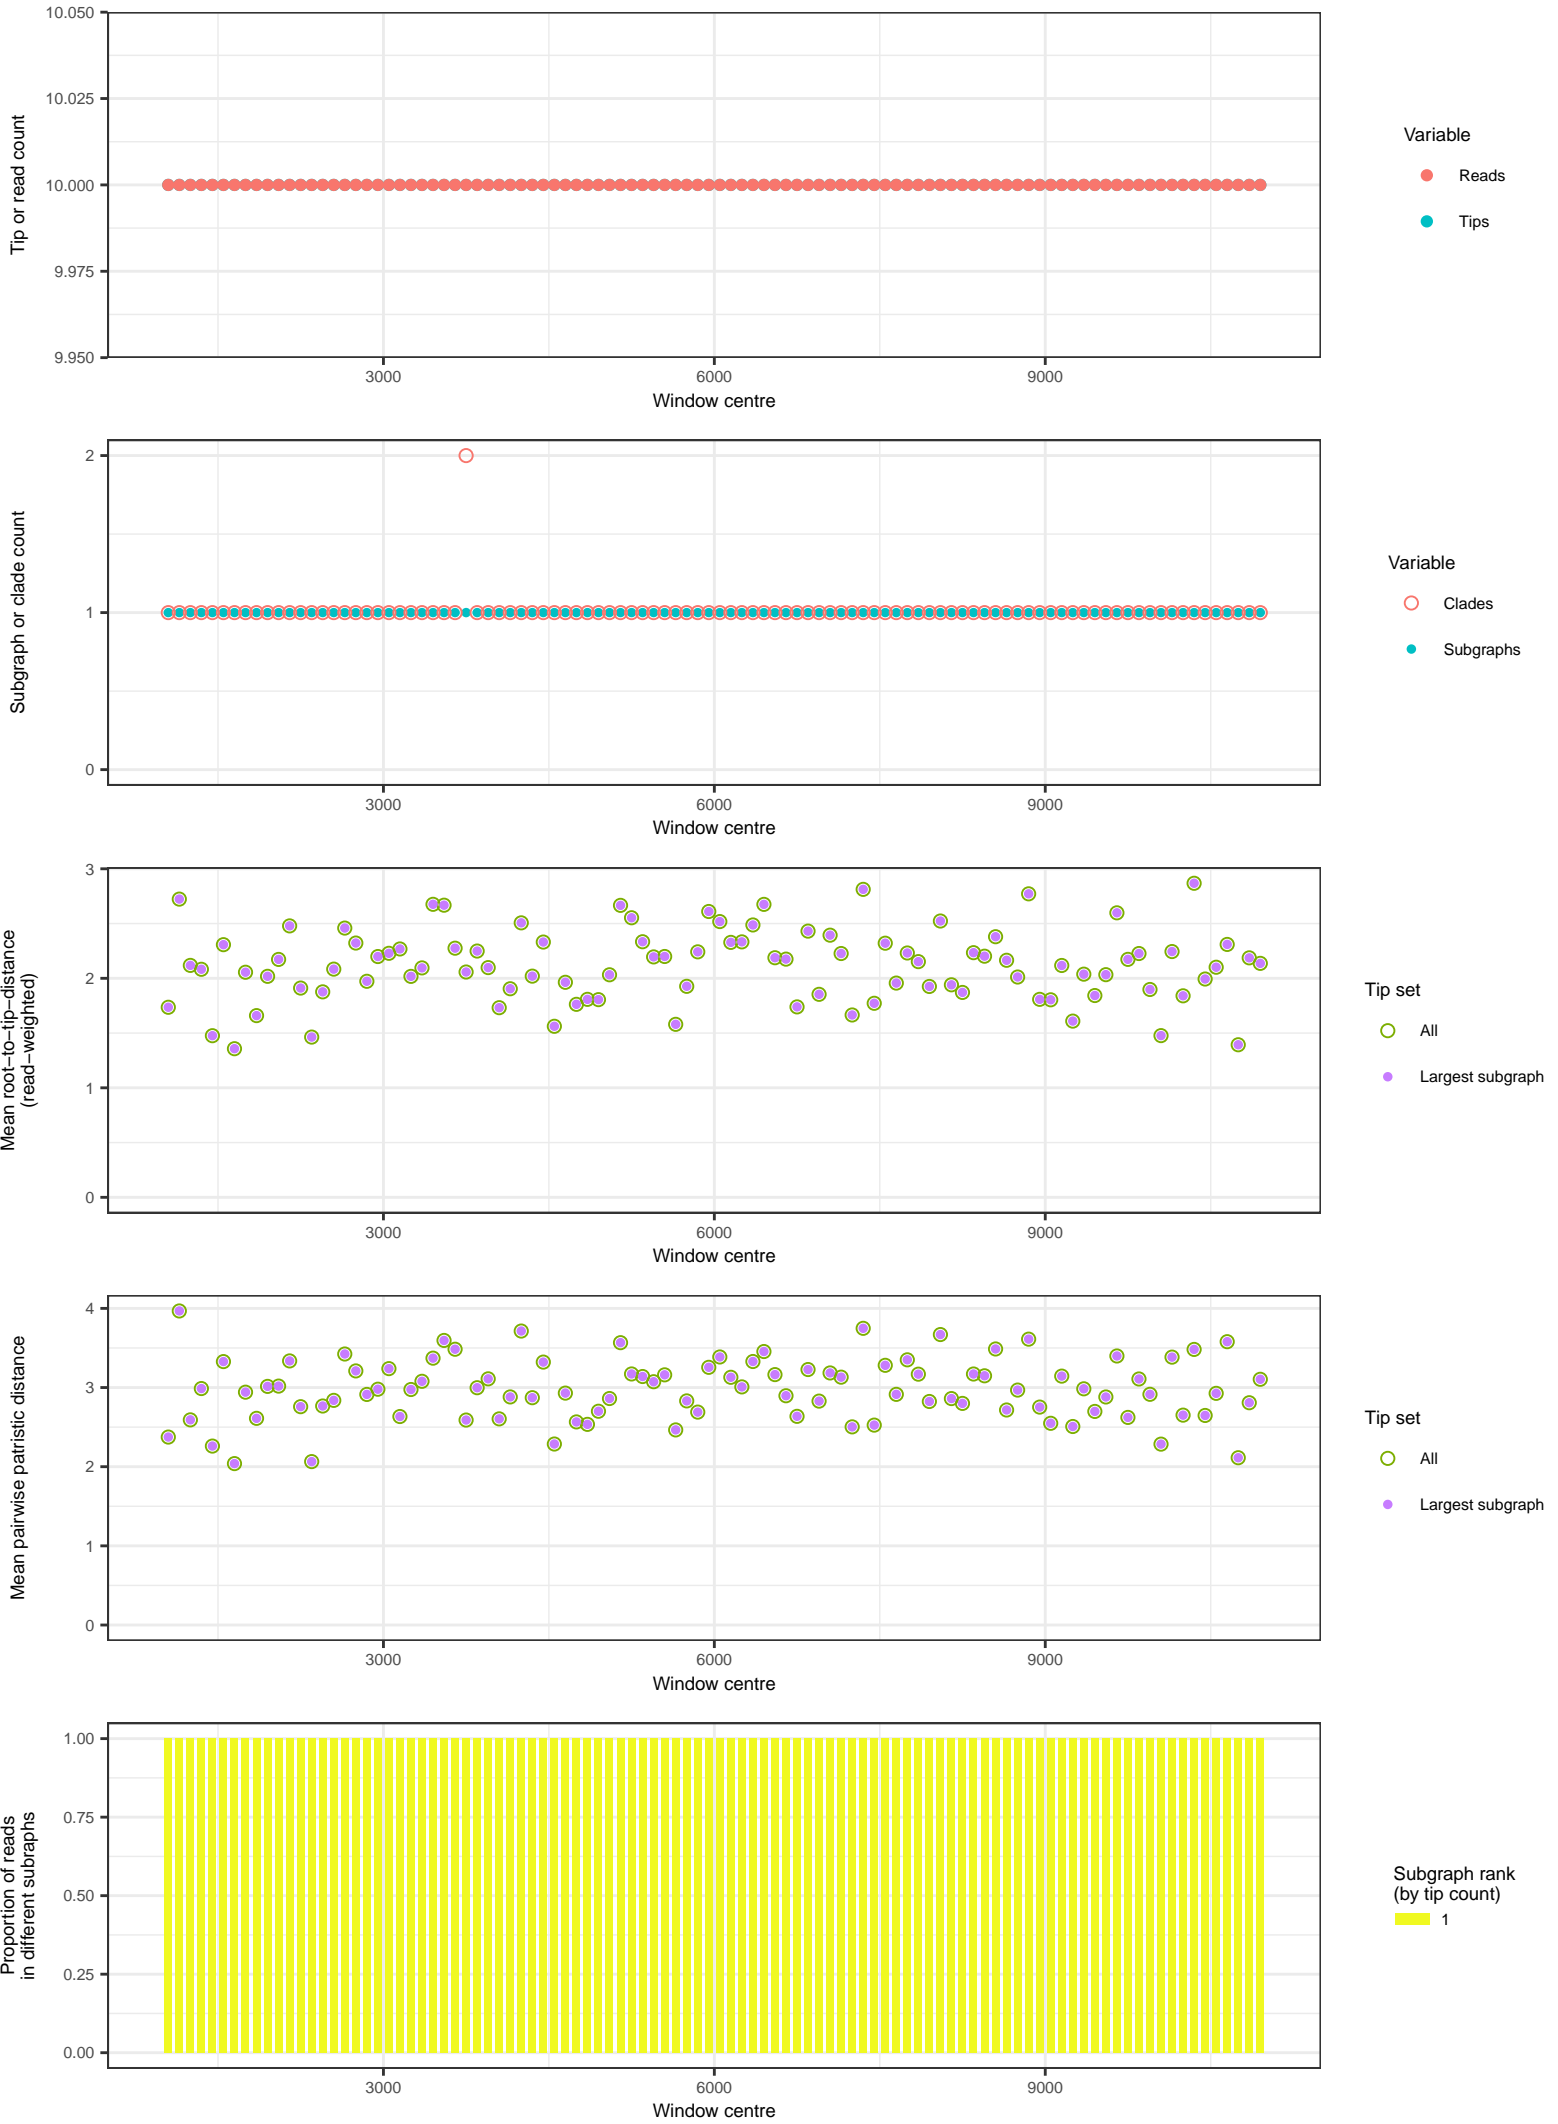 10.050
10.025
10.000
9.975
9.950
Tip or read count
3000
6000
9000
Window centre
Variable
Reads
Tips
2
1
0
Subgraph or clade count
3000
6000
9000
Window centre
Variable
Clades
Subgraphs
3
2
1
0
Mean root−to−tip−distance
(read−weighted)
3000
6000
9000
Window centre
Tip set
All
Largest subgraph
4
3
2
1
0
Mean pairwise patristic distance
3000
6000
9000
Window centre
Tip set
All
Largest subgraph
1.00
0.75
0.50
0.25
0.00
Proportion of reads
in different subraphs
3000
6000
9000
Window centre
Subgraph rank
(by tip count)
1